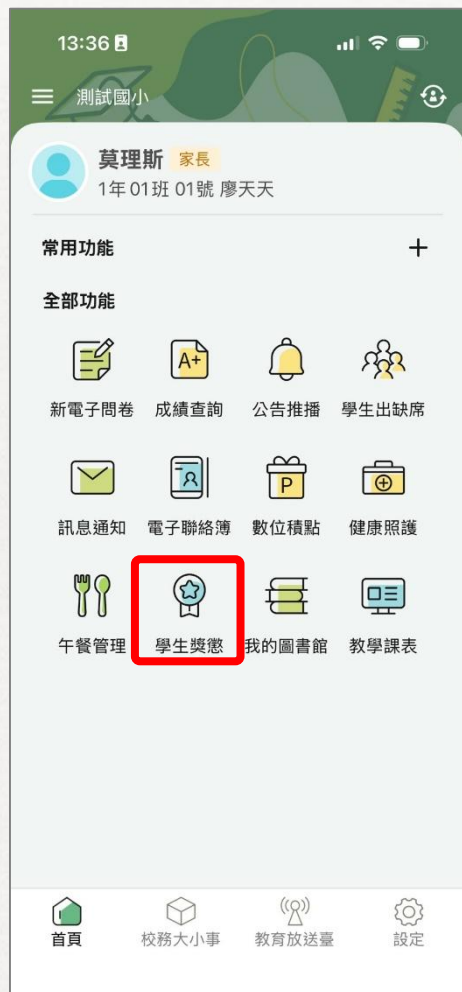 13:36
測試國小
莫理斯 家長
1年01班 01號 廖天天
常用功能
全部功能
A+
新電子問卷 成績查詢 公告推播 學生出缺席
P
訊息通知 電子聯絡簿 數位積點 健康照護
午餐管理 學生獎懲 我的圖書館 教學課表
首頁 校務大小事 教育放送臺 設定